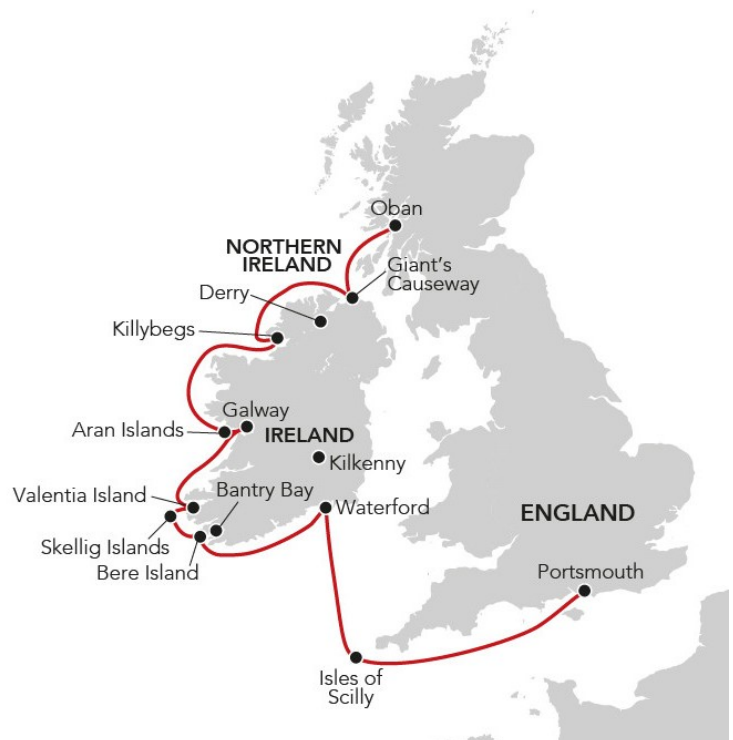 Oban
NORTHERN
IRELAND
Giant's
Causeway
Derry
Killybegs
Galway
Aran Islands
IRELAND
Kilkenny
Valentia Island
Bantry Bay
Waterford
ENGLAND
Skellig Islands
Bere Island
Portsmouth
Isles of
Scilly